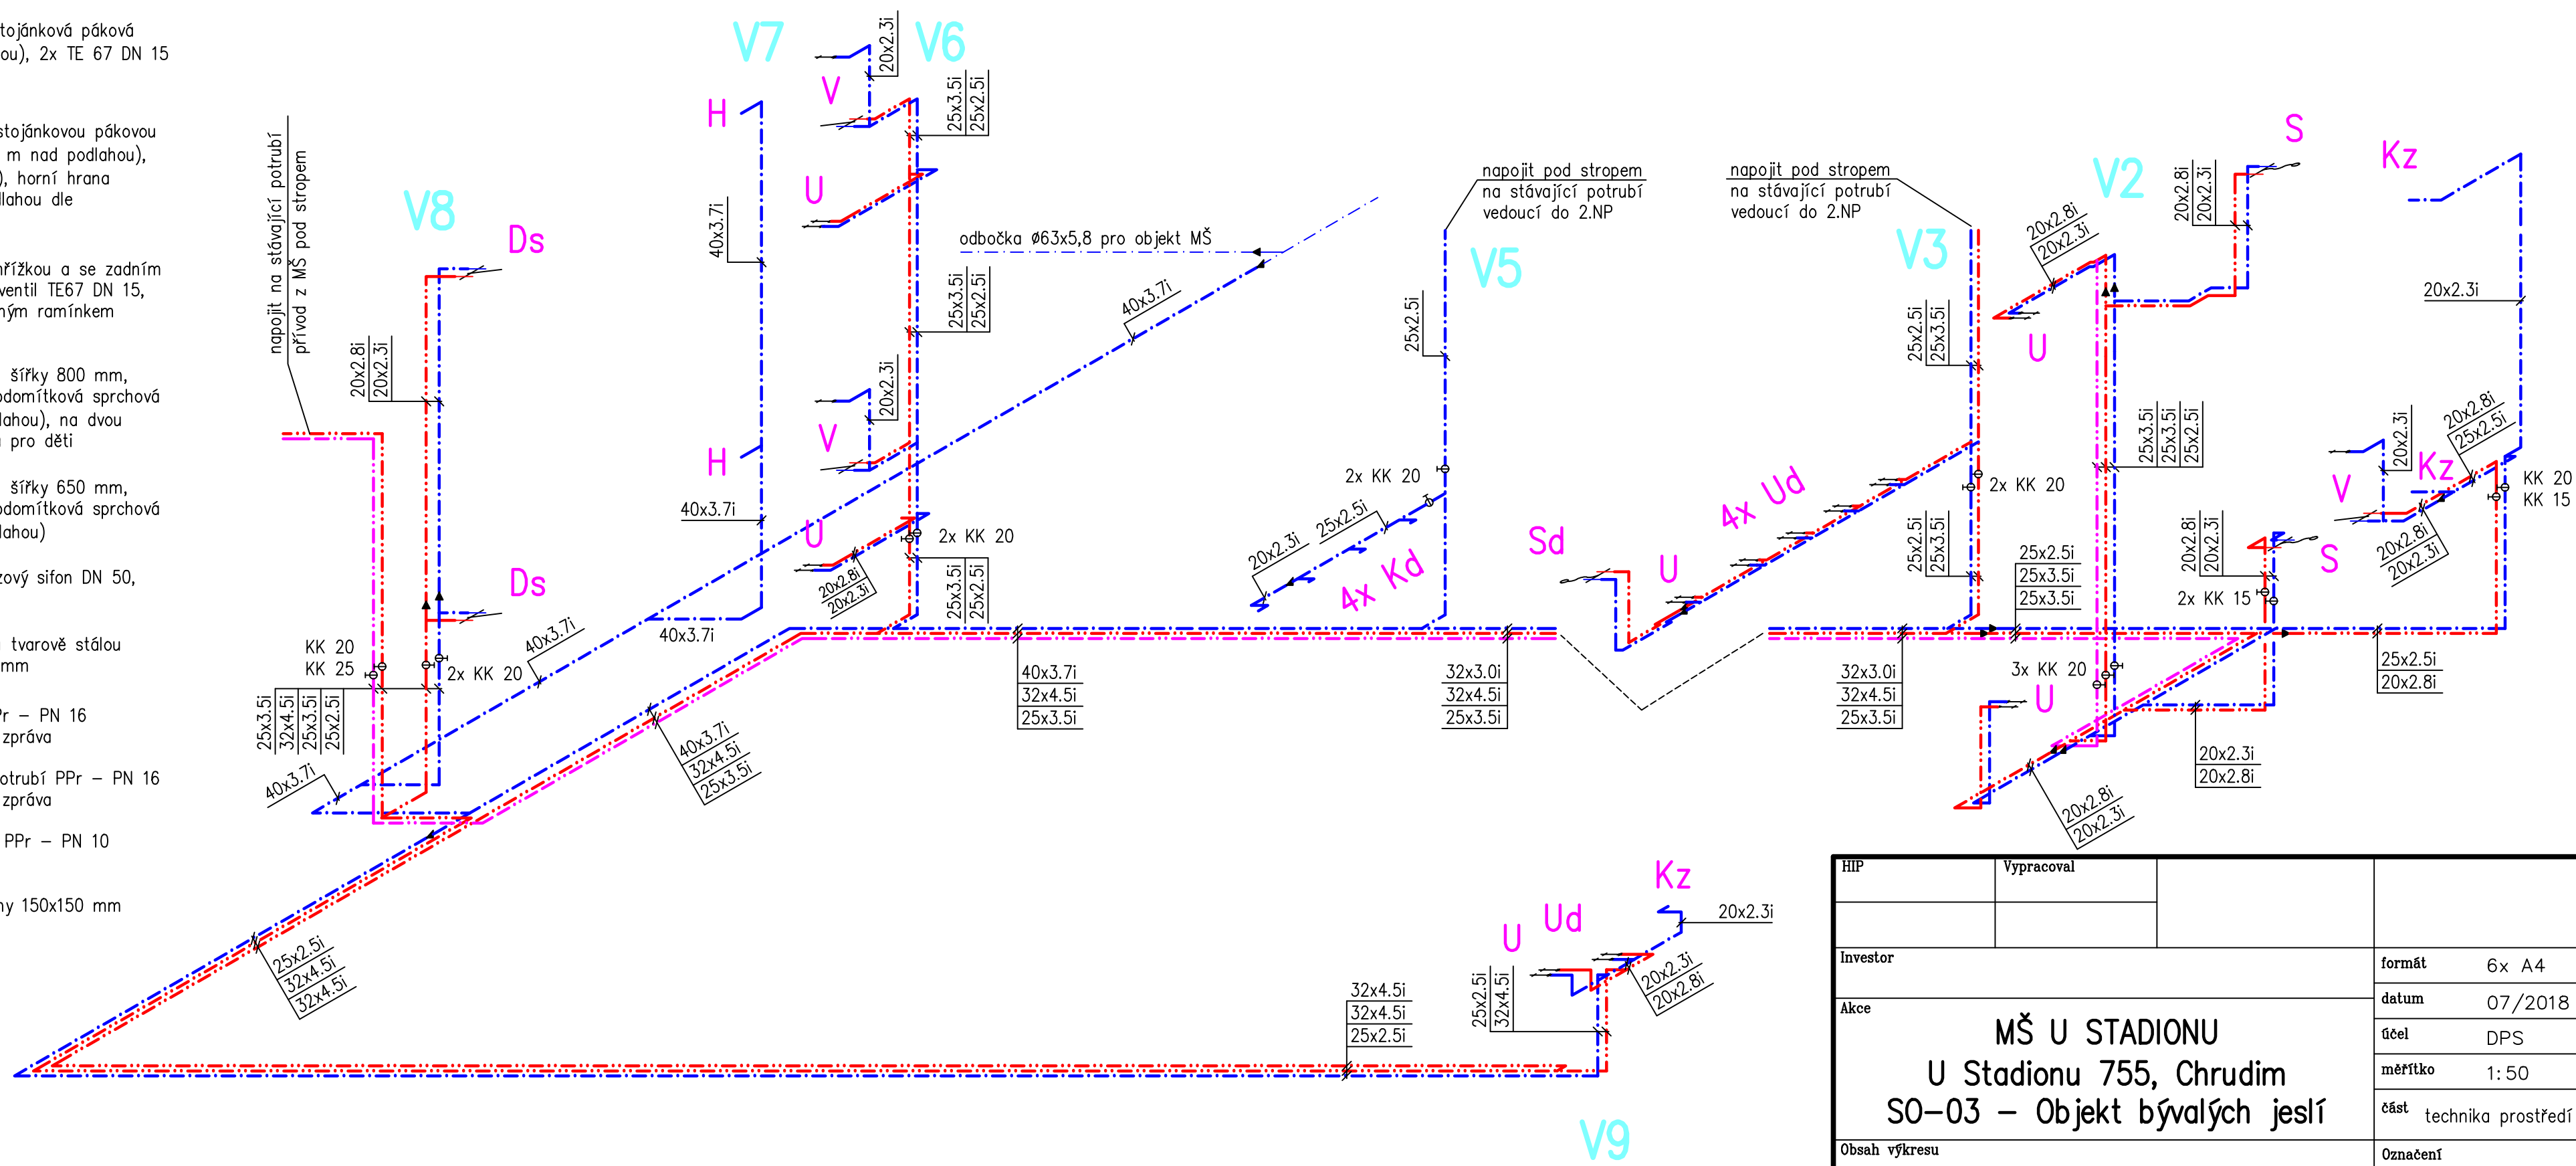 stojánková páková
ou), 2x TE 67 DN 15
stojánkovou pákovou
m nad podlahou),
), horní hrana
dlahou dle
mřížkou a se zadním
ventil TE67 DN 15,
ným ramínkem
šířky 800 mm,
podomítková sprchová
dlahou), na dvou
pro děti
šířky 650 mm,
podomítková sprchová
dlahou)
zový sifon DN 50,
tvarově stálou
mm
Pr – PN 16
zpráva
potrubí PPr – PN 16
zpráva
PPr – PN 10
ny 150x150 mm
napojit na stávající potrubí
přívod z MŠ pod stropem
V8
Ds
20x2.8i
20x2.3i
Ds
KK 20
KK 25
2x KK 20
25x3.5i
32x4.5i
25x3.5i
25x2.5i
40x3.7i
40x3.7i
V7
H
40x3.7i
H
40x3.7i
40x3.7i
V6
20x2.3i
V
25x3.5i
25x2.5i
U
25x3.5i
25x2.5i
20x2.3i
V
U
2x KK 20
20x2.8i
20x2.3i
25x3.5i
25x2.5i
odbočka Ø63x5,8 pro objekt MŠ
40x3.7i
40x3.7i
32x4.5i
25x3.5i
40x3.7i
32x4.5i
25x3.5i
napojit pod stropem
na stávající potrubí
vedoucí do 2.NP
V5
25x2.5i
2x KK 20
20x2.3i
25x2.5i
4x Kd
32x3.0i
32x4.5i
25x3.5i
Sd
U
4x Ud
napojit pod stropem
na stávající potrubí
vedoucí do 2.NP
V3
25x2.5i
25x3.5i
2x KK 20
25x2.5i
25x3.5i
32x3.0i
32x4.5i
25x3.5i
25x2.5i
25x3.5i
25x3.5i
V2
20x2.8i
20x2.3i
U
S
20x2.8i
20x2.3i
25x3.5i
25x3.5i
25x2.5i
3x KK 20
U
20x2.8i
20x2.3i
20x2.8i
20x2.3i
2x KK 15
S
20x2.3i
20x2.8i
Kz
20x2.3i
20x2.8i
25x2.5i
V
20x2.3i
Kz
KK 20
KK 15
20x2.8i
20x2.3i
25x2.5i
20x2.8i
25x2.5i
32x4.5i
32x4.5i
32x4.5i
32x4.5i
25x2.5i
U
Ud
Kz
20x2.3i
25x2.5i
32x4.5i
20x2.3i
20x2.8i
V9
HIP
Vypracoval
Investor
Akce
MŠ U STADIONU
U Stadionu 755, Chrudim
SO-03 – Objekt bývalých jeslí
Obsah výkresu
formát 6x A4
datum 07/2018
účel DPS
měřítko 1:50
část technika prostředí
Označení